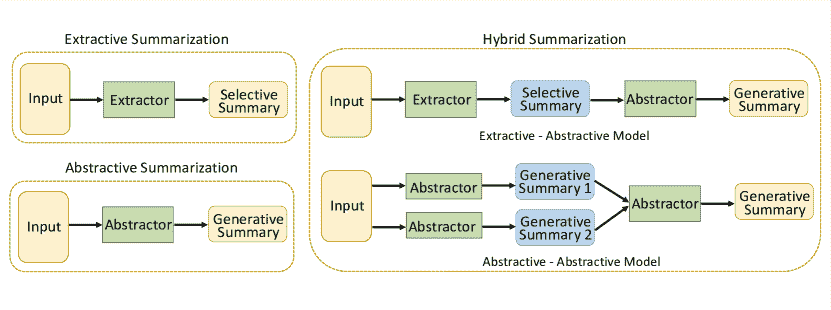 Extractive Summarization
Input
Extractor
Selective
Summary
Abstractive Summarization
Input
Abstractor
Generative
Summary
Hybrid Summarization
Input
Extractor
Selective
Summary
Abstractor
Generative
Summary
Extractive - Abstractive Model
Input
Abstractor
Generative
Summary 1
Abstractor
Generative
Summary 2
Abstractor
Generative
Summary
Abstractive - Abstractive Model